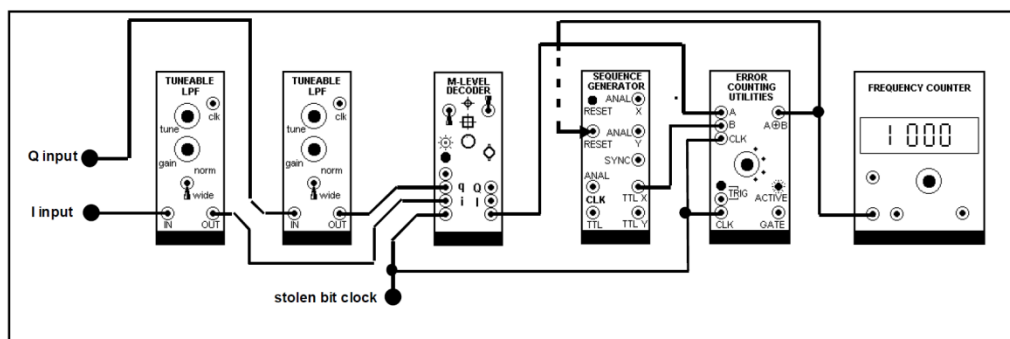 TUNEABLE
LPF
clk
tune
gain
norm
wide
IN OUT
TUNEABLE
LPF
clk
tune
gain
norm
wide
IN OUT
M-LEVEL
DECODER
q Q
i I
SEQUENCE
GENERATOR
ANAL
RESET X
ANAL
RESET Y
SYNC
ANAL
CLK TTL X
TTL TTL Y
ERROR
COUNTING
UTILITIES
A
B A⊕B
CLK
TRIG
ACTIVE
CLK GATE
FREQUENCY COUNTER
1000
Q input
I input
stolen bit clock